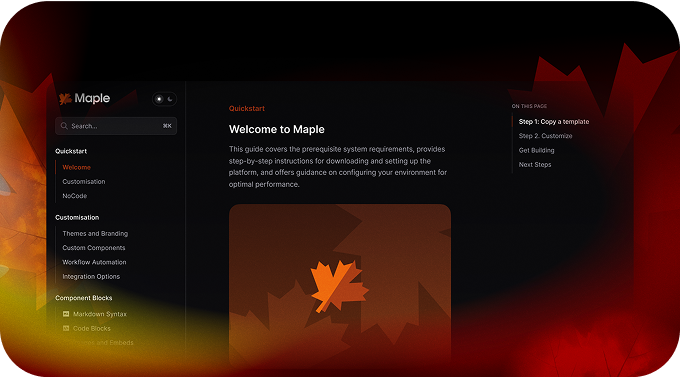 Maple
Search...
⌘K
Quickstart
Welcome
Customisation
NoCode
Customisation
Themes and Branding
Custom Components
Workflow Automation
Integration Options
Component Blocks
Markdown Syntax
Code Blocks
and Embeds
Quickstart
Welcome to Maple
This guide covers the prerequisite system requirements, provides
step-by-step instructions for downloading and setting up the
platform, and offers guidance on configuring your environment for
optimal performance.
ON THIS PAGE
Step 1: Copy a template
Step 2. Customize
Get Building
Next Steps